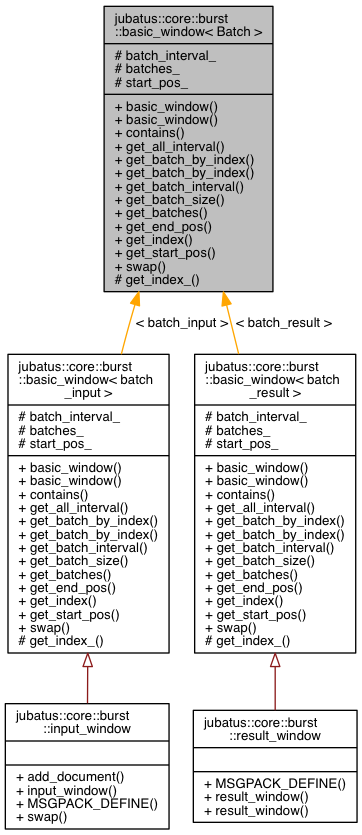 jubatus::core::burst
::basic_window< Batch >
# batch_interval_
# batches_
# start_pos_
+ basic_window()
+ basic_window()
+ contains()
+ get_all_interval()
+ get_batch_by_index()
+ get_batch_by_index()
+ get_batch_interval()
+ get_batch_size()
+ get_batches()
+ get_end_pos()
+ get_index()
+ get_start_pos()
+ swap()
# get_index_()
< batch_input >
< batch_result >
jubatus::core::burst
::basic_window< batch
_input >
# batch_interval_
# batches_
# start_pos_
+ basic_window()
+ basic_window()
+ contains()
+ get_all_interval()
+ get_batch_by_index()
+ get_batch_by_index()
+ get_batch_interval()
+ get_batch_size()
+ get_batches()
+ get_end_pos()
+ get_index()
+ get_start_pos()
+ swap()
# get_index_()
jubatus::core::burst
::basic_window< batch
_result >
# batch_interval_
# batches_
# start_pos_
+ basic_window()
+ basic_window()
+ contains()
+ get_all_interval()
+ get_batch_by_index()
+ get_batch_by_index()
+ get_batch_interval()
+ get_batch_size()
+ get_batches()
+ get_end_pos()
+ get_index()
+ get_start_pos()
+ swap()
# get_index_()
jubatus::core::burst
::input_window
+ add_document()
+ input_window()
+ MSGPACK_DEFINE()
+ swap()
jubatus::core::burst
::result_window
+ MSGPACK_DEFINE()
+ result_window()
+ result_window()